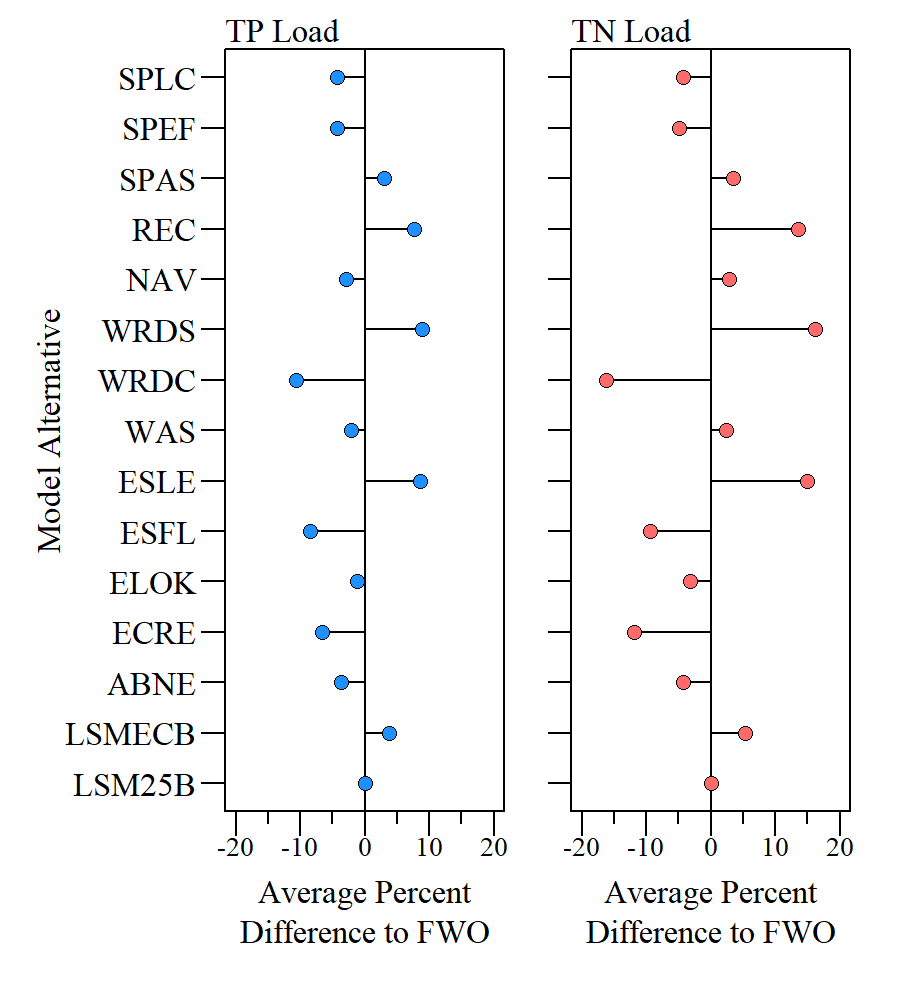 TP Load
TN Load
SPLC
SPEF
SPAS
REC
NAV
WRDS
WRDC
WAS
ESLE
ESFL
ELOK
ECRE
ABNE
LSMECB
LSM25B
Model Alternative
-20 -10 0 10 20
-20 -10 0 10 20
Average Percent
Difference to FWO
Average Percent
Difference to FWO